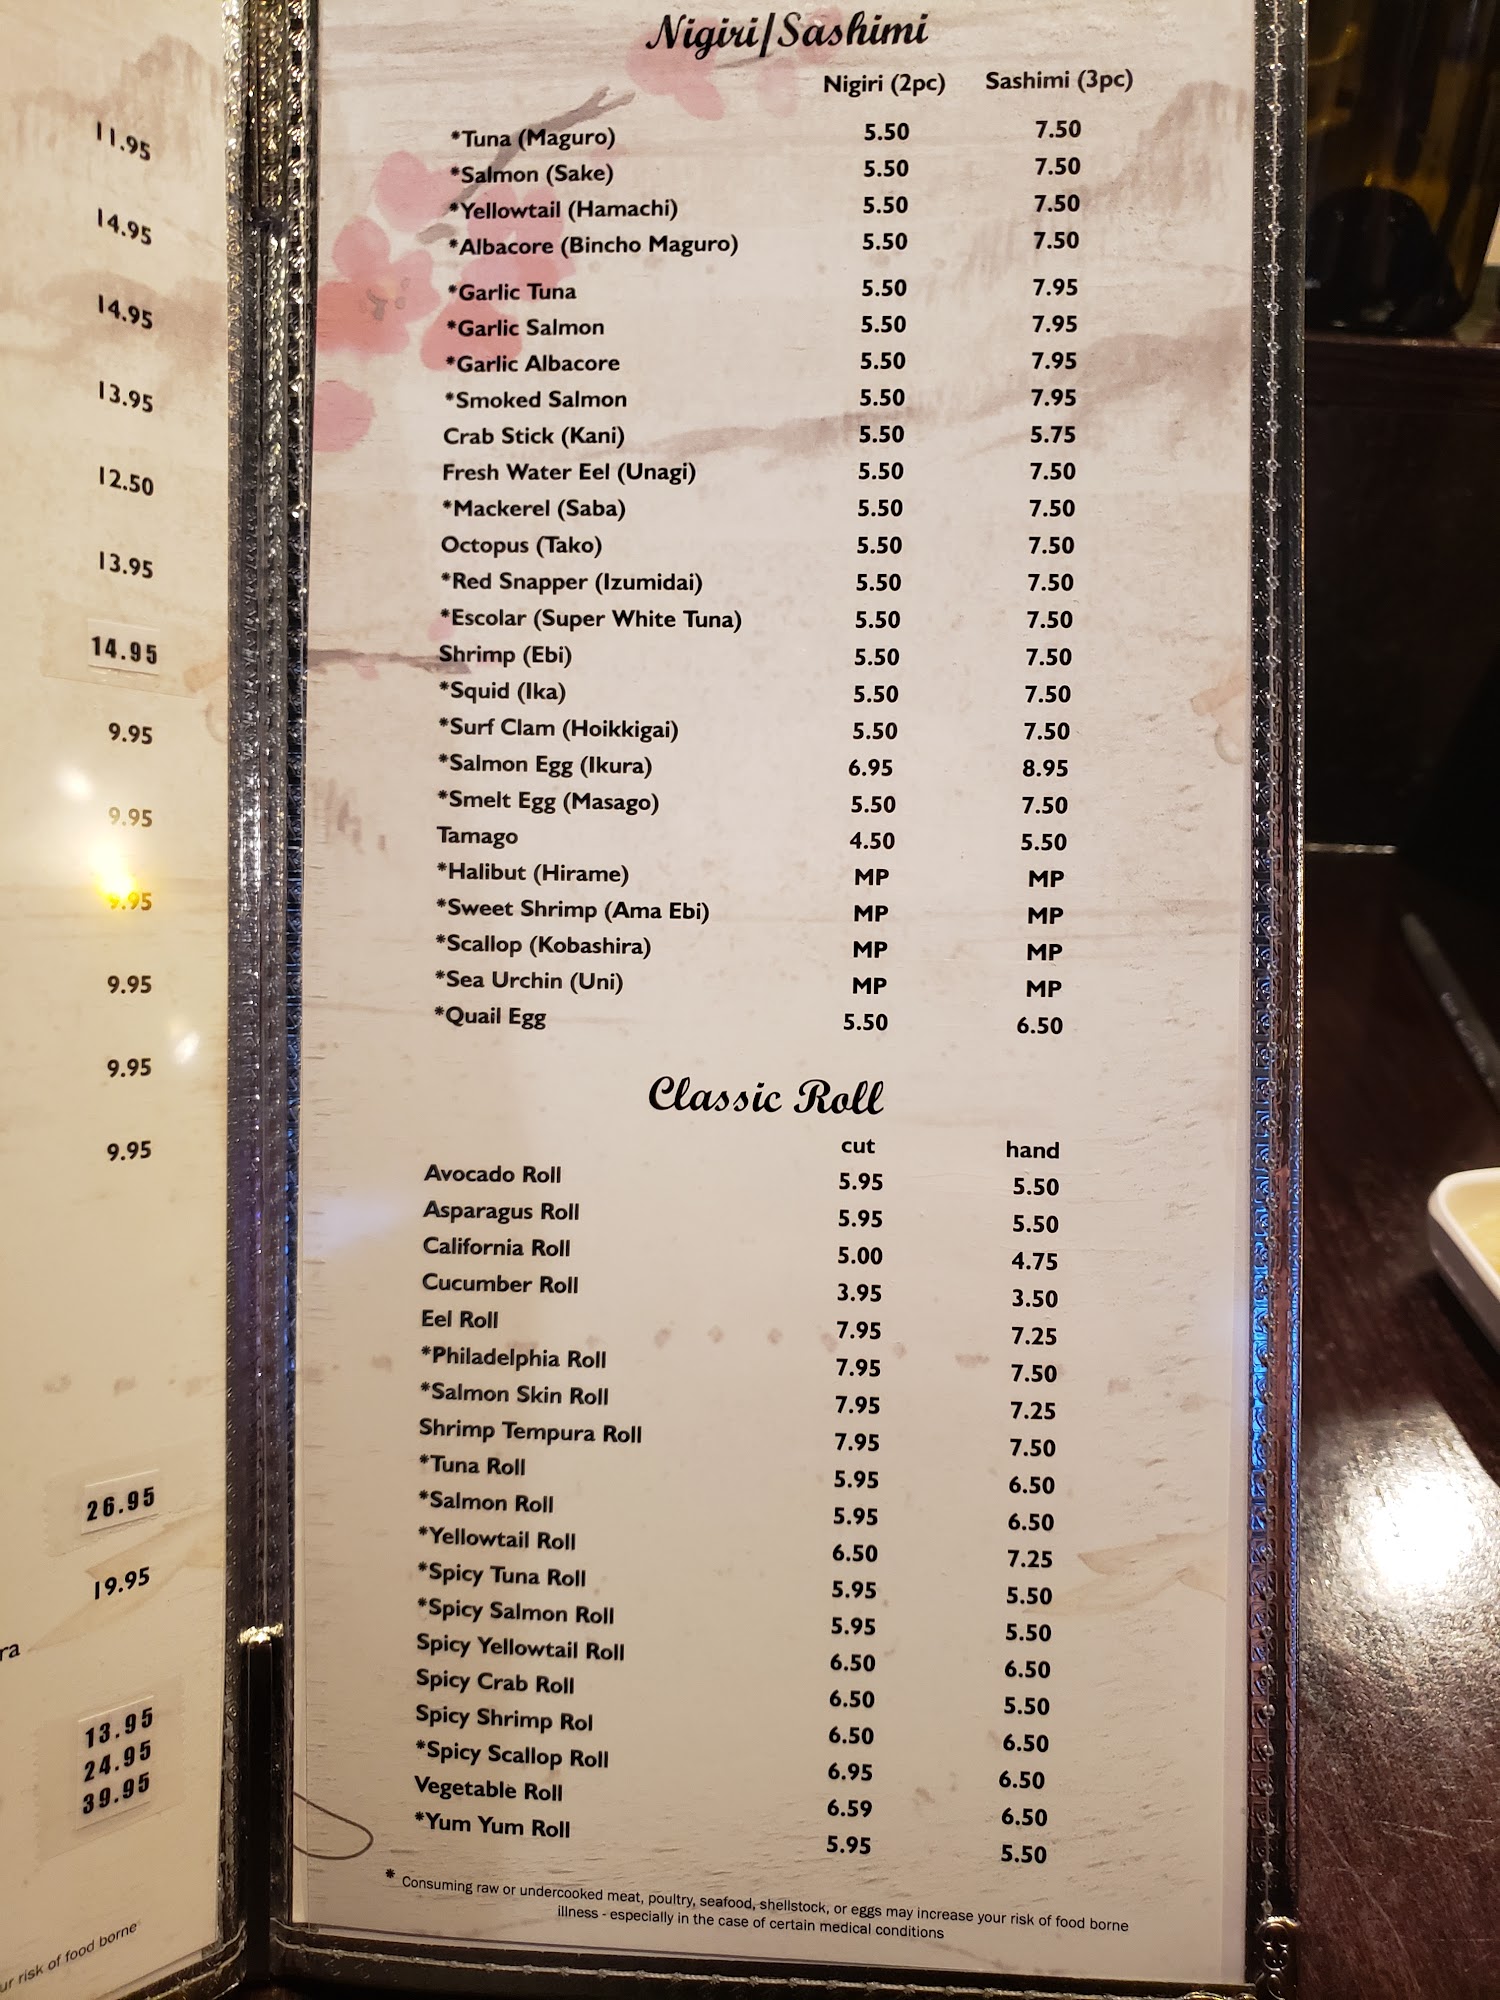 11.95
14.95
14.95
13.95
12.50
13.95
14.95
9.95
9.95
9.95
9.95
9.95
9.95
26.95
19.95
ra
13.95
24.95
39.95
ur risk of food borne
Nigiri/Sashimi
Nigiri (2pc) Sashimi (3pc)
*Tuna (Maguro) 5.50 7.50
*Salmon (Sake) 5.50 7.50
*Yellowtail (Hamachi) 5.50 7.50
*Albacore (Bincho Maguro) 5.50 7.50
*Garlic Tuna 5.50 7.95
*Garlic Salmon 5.50 7.95
*Garlic Albacore 5.50 7.95
*Smoked Salmon 5.50 7.95
Crab Stick (Kani) 5.50 5.75
Fresh Water Eel (Unagi) 5.50 7.50
*Mackerel (Saba) 5.50 7.50
Octopus (Tako) 5.50 7.50
*Red Snapper (Izumidai) 5.50 7.50
*Escolar (Super White Tuna) 5.50 7.50
Shrimp (Ebi) 5.50 7.50
*Squid (Ika) 5.50 7.50
*Surf Clam (Hoikkigai) 5.50 7.50
*Salmon Egg (Ikura) 6.95 8.95
*Smelt Egg (Masago) 5.50 7.50
Tamago 4.50 5.50
*Halibut (Hirame) MP MP
*Sweet Shrimp (Ama Ebi) MP MP
*Scallop (Kobashira) MP MP
*Sea Urchin (Uni) MP MP
*Quail Egg 5.50 6.50
Classic Roll
cut hand
Avocado Roll 5.95 5.50
Asparagus Roll 5.95 5.50
California Roll 5.00 4.75
Cucumber Roll 3.95 3.50
Eel Roll 7.95 7.25
*Philadelphia Roll 7.95 7.50
*Salmon Skin Roll 7.95 7.25
Shrimp Tempura Roll 7.95 7.50
*Tuna Roll 5.95 6.50
*Salmon Roll 5.95 6.50
*Yellowtail Roll 6.50 7.25
*Spicy Tuna Roll 5.95 5.50
*Spicy Salmon Roll 5.95 5.50
Spicy Yellowtail Roll 6.50 6.50
Spicy Crab Roll 6.50 5.50
Spicy Shrimp Rol 6.50 6.50
*Spicy Scallop Roll 6.95 6.50
Vegetable Roll 6.59 6.50
*Yum Yum Roll 5.95 5.50
* Consuming raw or undercooked meat, poultry, seafood, shellstock, or eggs may increase your risk of food borne
illness - especially in the case of certain medical conditions